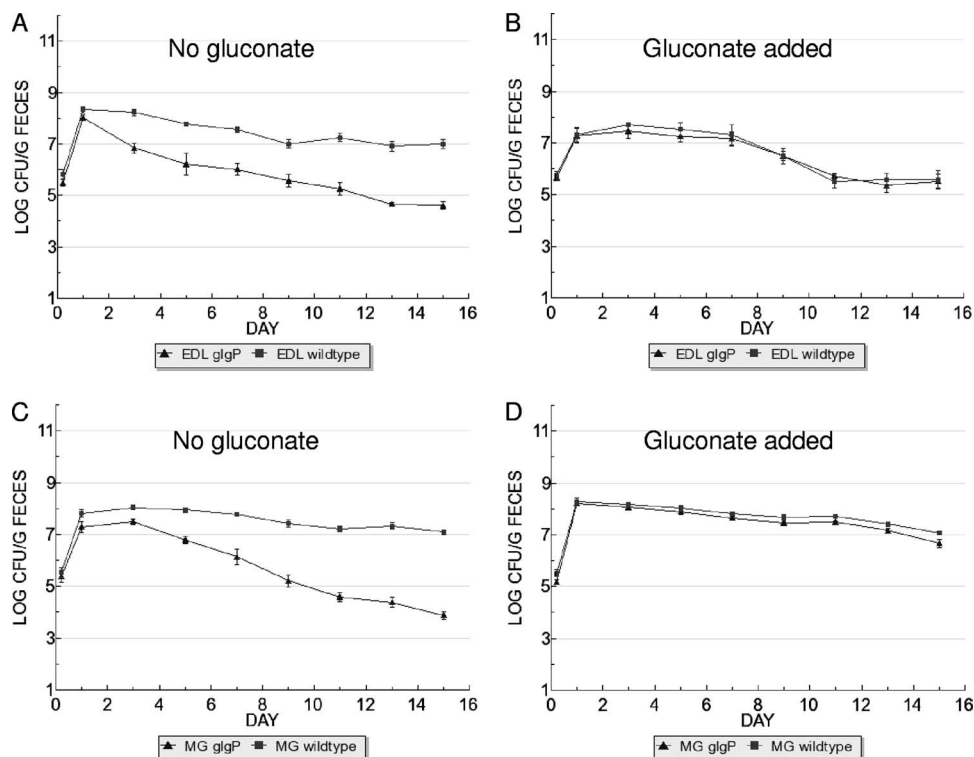 A
No gluconate
LOG CFU/G FECES
11
9
7
5
3
1
0 2 4 6 8 10 12 14 16
DAY
EDL glgP EDL wildtype
B
Gluconate added
LOG CFU/G FECES
11
9
7
5
3
1
0 2 4 6 8 10 12 14 16
DAY
EDL glgP EDL wildtype
C
No gluconate
LOG CFU/G FECES
11
9
7
5
3
1
0 2 4 6 8 10 12 14 16
DAY
MG glgP MG wildtype
D
Gluconate added
LOG CFU/G FECES
11
9
7
5
3
1
0 2 4 6 8 10 12 14 16
DAY
MG glgP MG wildtype